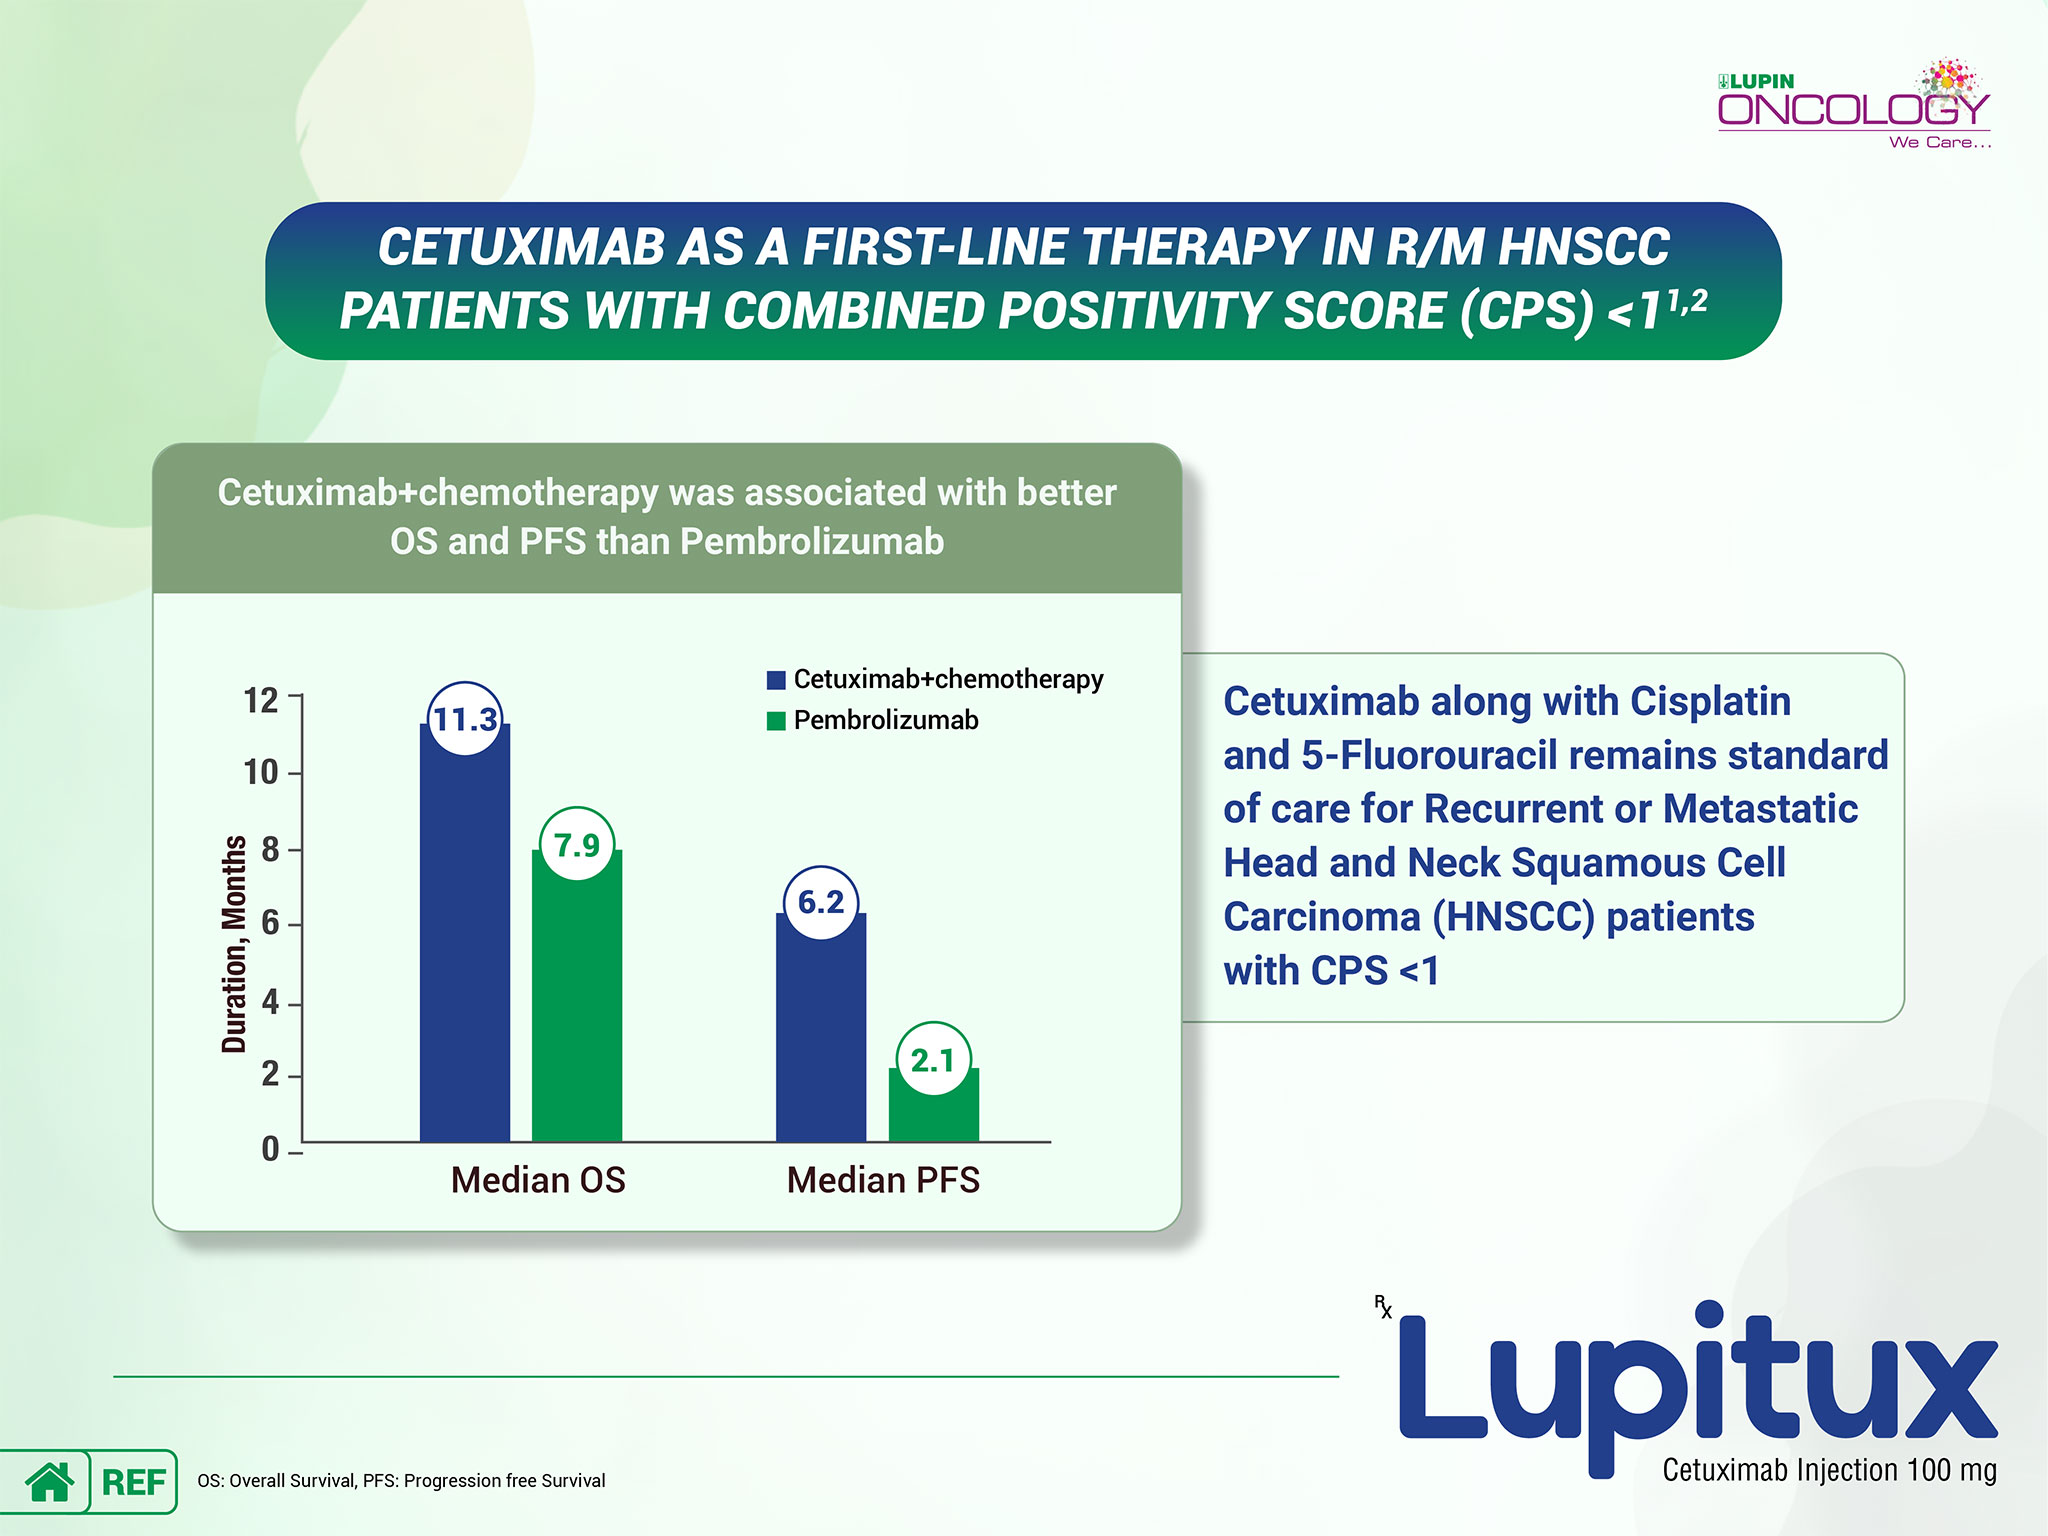 LUPIN
ONCOLOGY
We Care...
CETUXIMAB AS A FIRST-LINE THERAPY IN R/M HNSCC
PATIENTS WITH COMBINED POSITIVITY SCORE (CPS) <1 1,2
Cetuximab+chemotherapy was associated with better
OS and PFS than Pembrolizumab
Cetuximab+chemotherapy
Pembrolizumab
Duration, Months
12
10
8
6
4
2
0
11.3
7.9
6.2
2.1
Median OS
Median PFS
Cetuximab along with Cisplatin
and 5-Fluorouracil remains standard
of care for Recurrent or Metastatic
Head and Neck Squamous Cell
Carcinoma (HNSCC) patients
with CPS <1
Rx
Lupitux
Cetuximab Injection 100 mg
REF
OS: Overall Survival, PFS: Progression free Survival